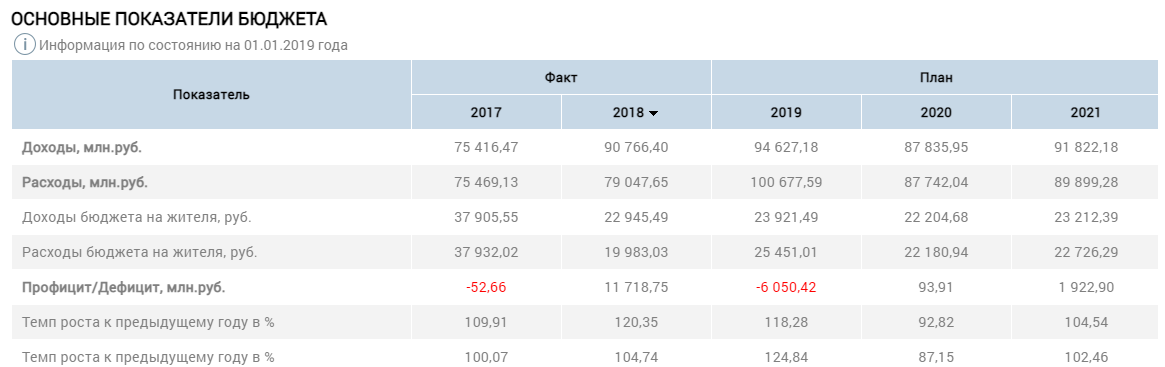 ОСНОВНЫЕ ПОКАЗАТЕЛИ БЮДЖЕТА
i Информация по состоянию на 01.01.2019 года
Показатель Факт План
2017 2018 2019 2020 2021
Доходы, млн.руб. 75 416,47 90 766,40 94 627,18 87 835,95 91 822,18
Расходы, млн.руб. 75 469,13 79 047,65 100 677,59 87 742,04 89 899,28
Доходы бюджета на жителя, руб. 37 905,55 22 945,49 23 921,49 22 204,68 23 212,39
Расходы бюджета на жителя, руб. 37 932,02 19 983,03 25 451,01 22 180,94 22 726,29
Профицит/Дефицит, млн.руб. -52,66 11 718,75 -6 050,42 93,91 1 922,90
Темп роста к предыдущему году в % 109,91 120,35 118,28 92,82 104,54
Темп роста к предыдущему году в % 100,07 104,74 124,84 87,15 102,46